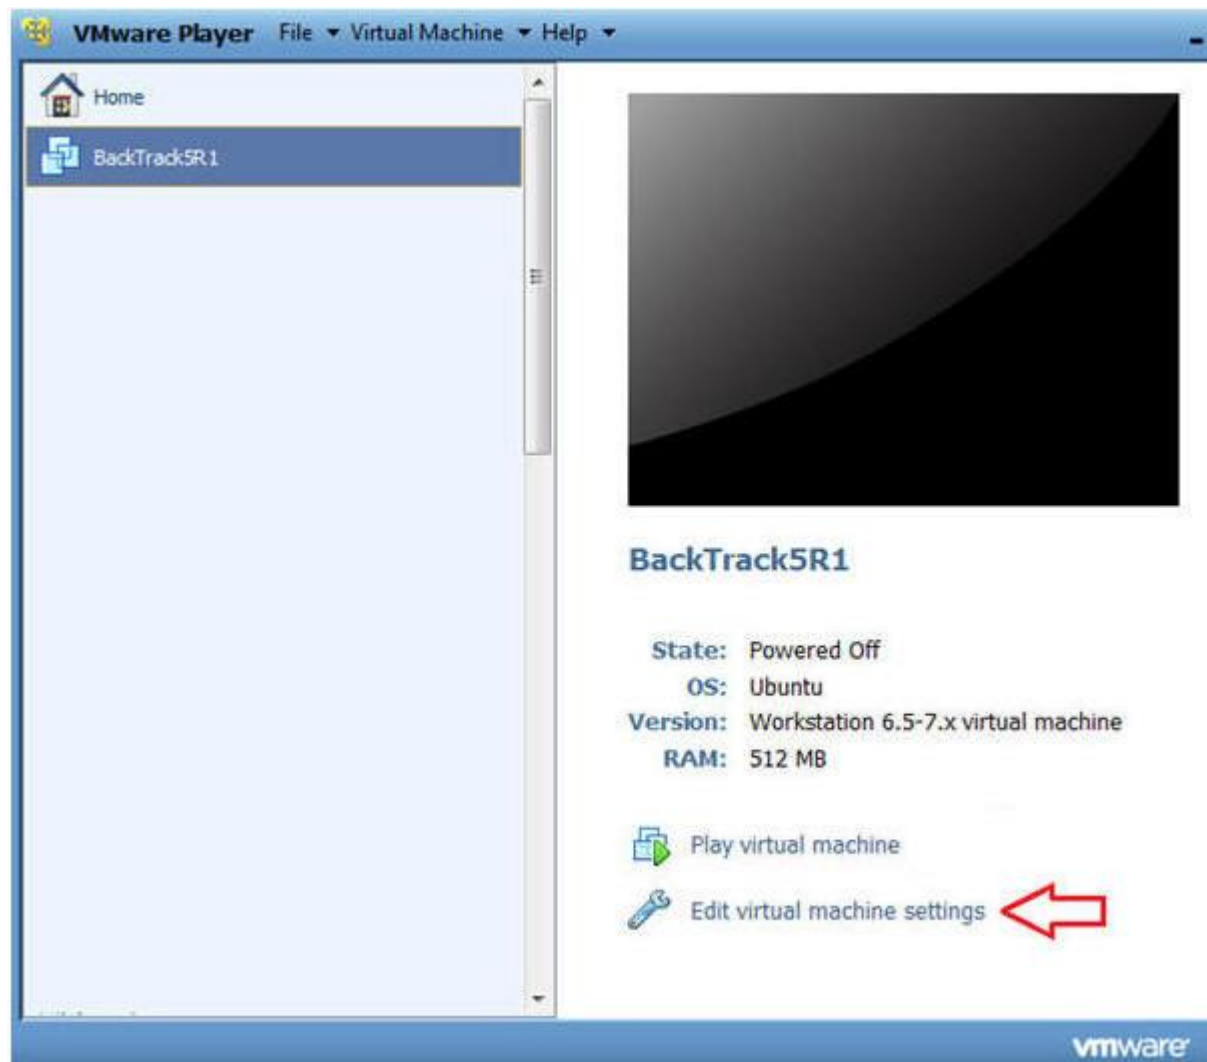 VMware Player File Virtual Machine Help
Home
BackTrack5R1
BackTrack5R1
State: Powered Off
OS: Ubuntu
Version: Workstation 6.5-7.x virtual machine
RAM: 512 MB
Play virtual machine
Edit virtual machine settings
vmware